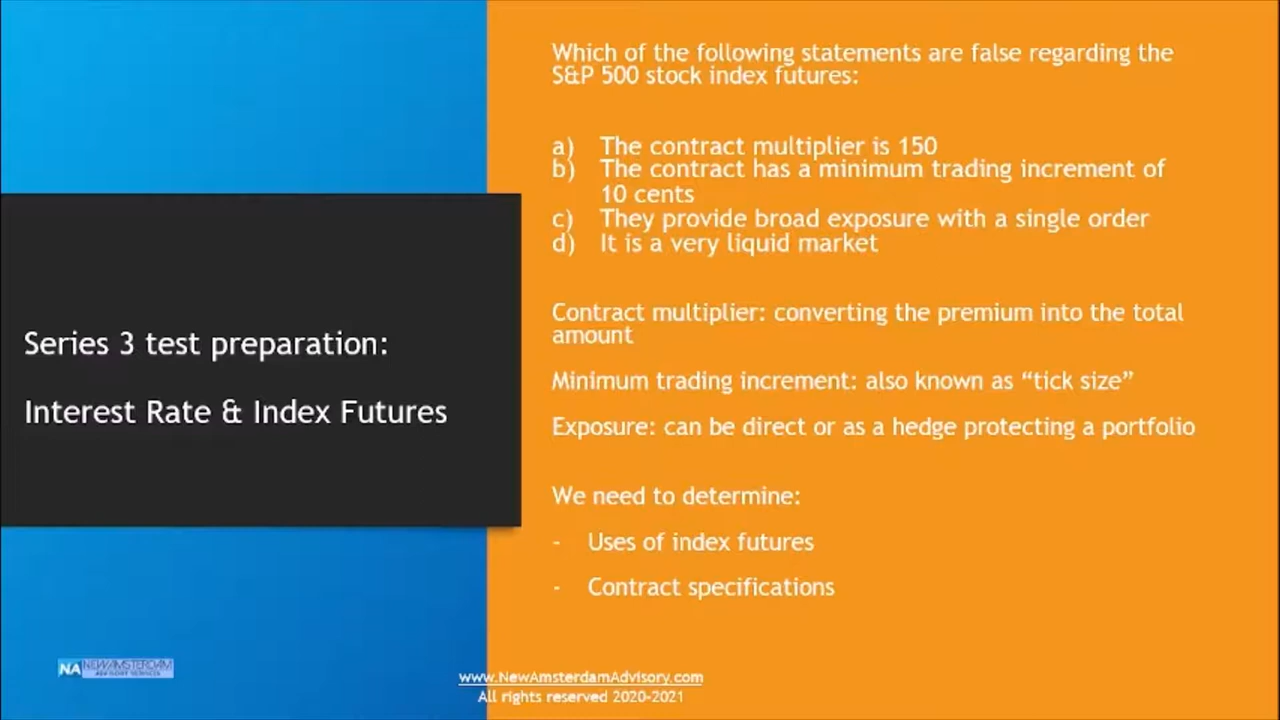 Which of the following statements are false regarding the
S&P 500 stock index futures:
a) The contract multiplier is 150
b) The contract has a minimum trading increment of
10 cents
c) They provide broad exposure with a single order
d) It is a very liquid market
Series 3 test preparation:
Interest Rate & Index Futures
Contract multiplier: converting the premium into the total
amount
Minimum trading increment: also known as “tick size”
Exposure: can be direct or as a hedge protecting a portfolio
We need to determine:
- Uses of index futures
- Contract specifications
NA NEWAMSTERDAM
ADVISORY SERVICES
www.NewAmsterdamAdvisory.com
All rights reserved 2020-2021